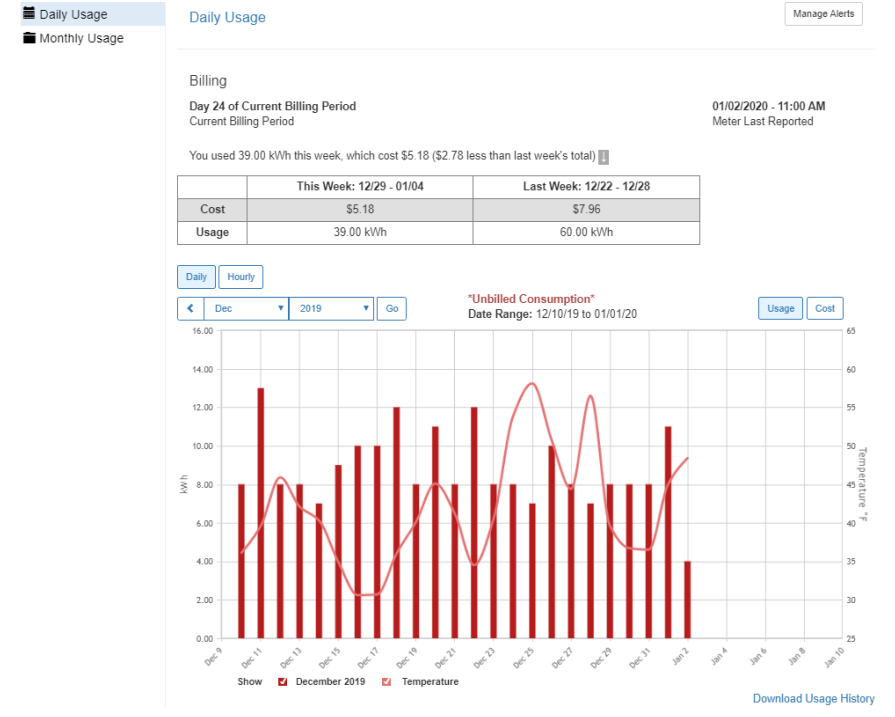 Daily Usage
Monthly Usage
Daily Usage
Manage Alerts
Billing
Day 24 of Current Billing Period
Current Billing Period
01/02/2020 - 11:00 AM
Meter Last Reported
You used 39.00 kWh this week, which cost $5.18 ($2.78 less than last week's total) ↓
This Week: 12/29 - 01/04 Last Week: 12/22 - 12/28
Cost $5.18 $7.96
Usage 39.00 kWh 60.00 kWh
Daily Hourly
Dec 2019 Go
*Unbilled Consumption*
Date Range: 12/10/19 to 01/01/20
Usage Cost
16.00
14.00
12.00
10.00
8.00
6.00
4.00
2.00
0.00
kWh
65
60
55
50
45
40
35
30
25
Temperature °F
Dec 9 Dec 11 Dec 13 Dec 15 Dec 17 Dec 19 Dec 21 Dec 23 Dec 25 Dec 27 Dec 29 Dec 31 Jan 2 Jan 4 Jan 6 Jan 8 Jan 10
Show December 2019 Temperature
Download Usage History